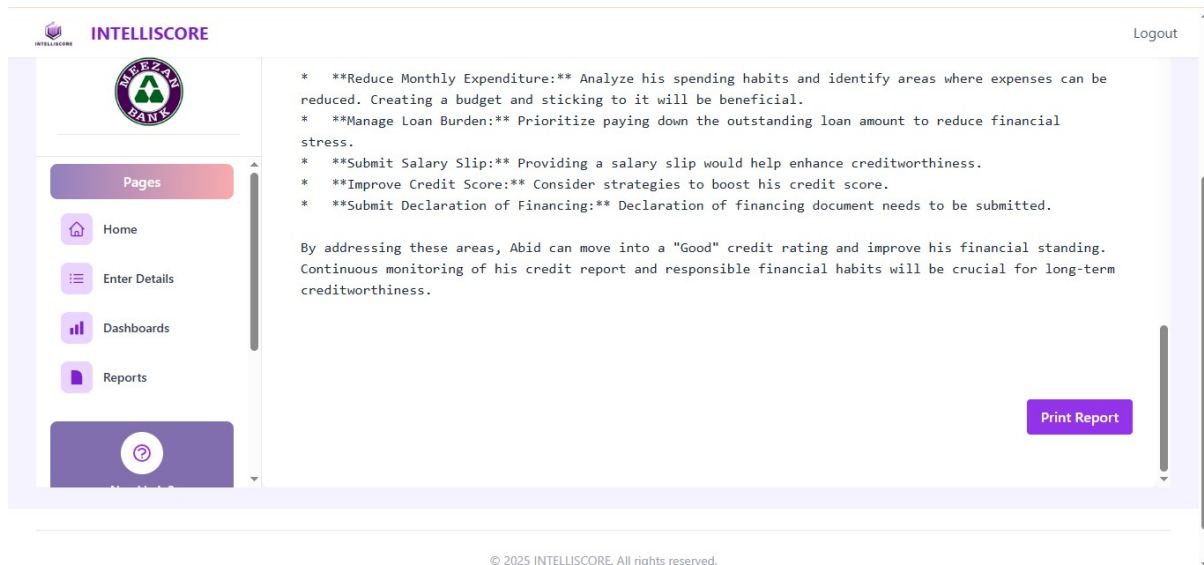 INTELLISCORE
INTELLISCORE
Logout
MEEZAN
BANK
Pages
Home
Enter Details
Dashboards
Reports
*   **Reduce Monthly Expenditure:** Analyze his spending habits and identify areas where expenses can be
reduced. Creating a budget and sticking to it will be beneficial.
*   **Manage Loan Burden:** Prioritize paying down the outstanding loan amount to reduce financial
stress.
*   **Submit Salary Slip:** Providing a salary slip would help enhance creditworthiness.
*   **Improve Credit Score:** Consider strategies to boost his credit score.
*   **Submit Declaration of Financing:** Declaration of financing document needs to be submitted.
By addressing these areas, Abid can move into a "Good" credit rating and improve his financial standing.
Continuous monitoring of his credit report and responsible financial habits will be crucial for long-term
creditworthiness.
Print Report
© 2025 INTELLISCORE. All rights reserved.